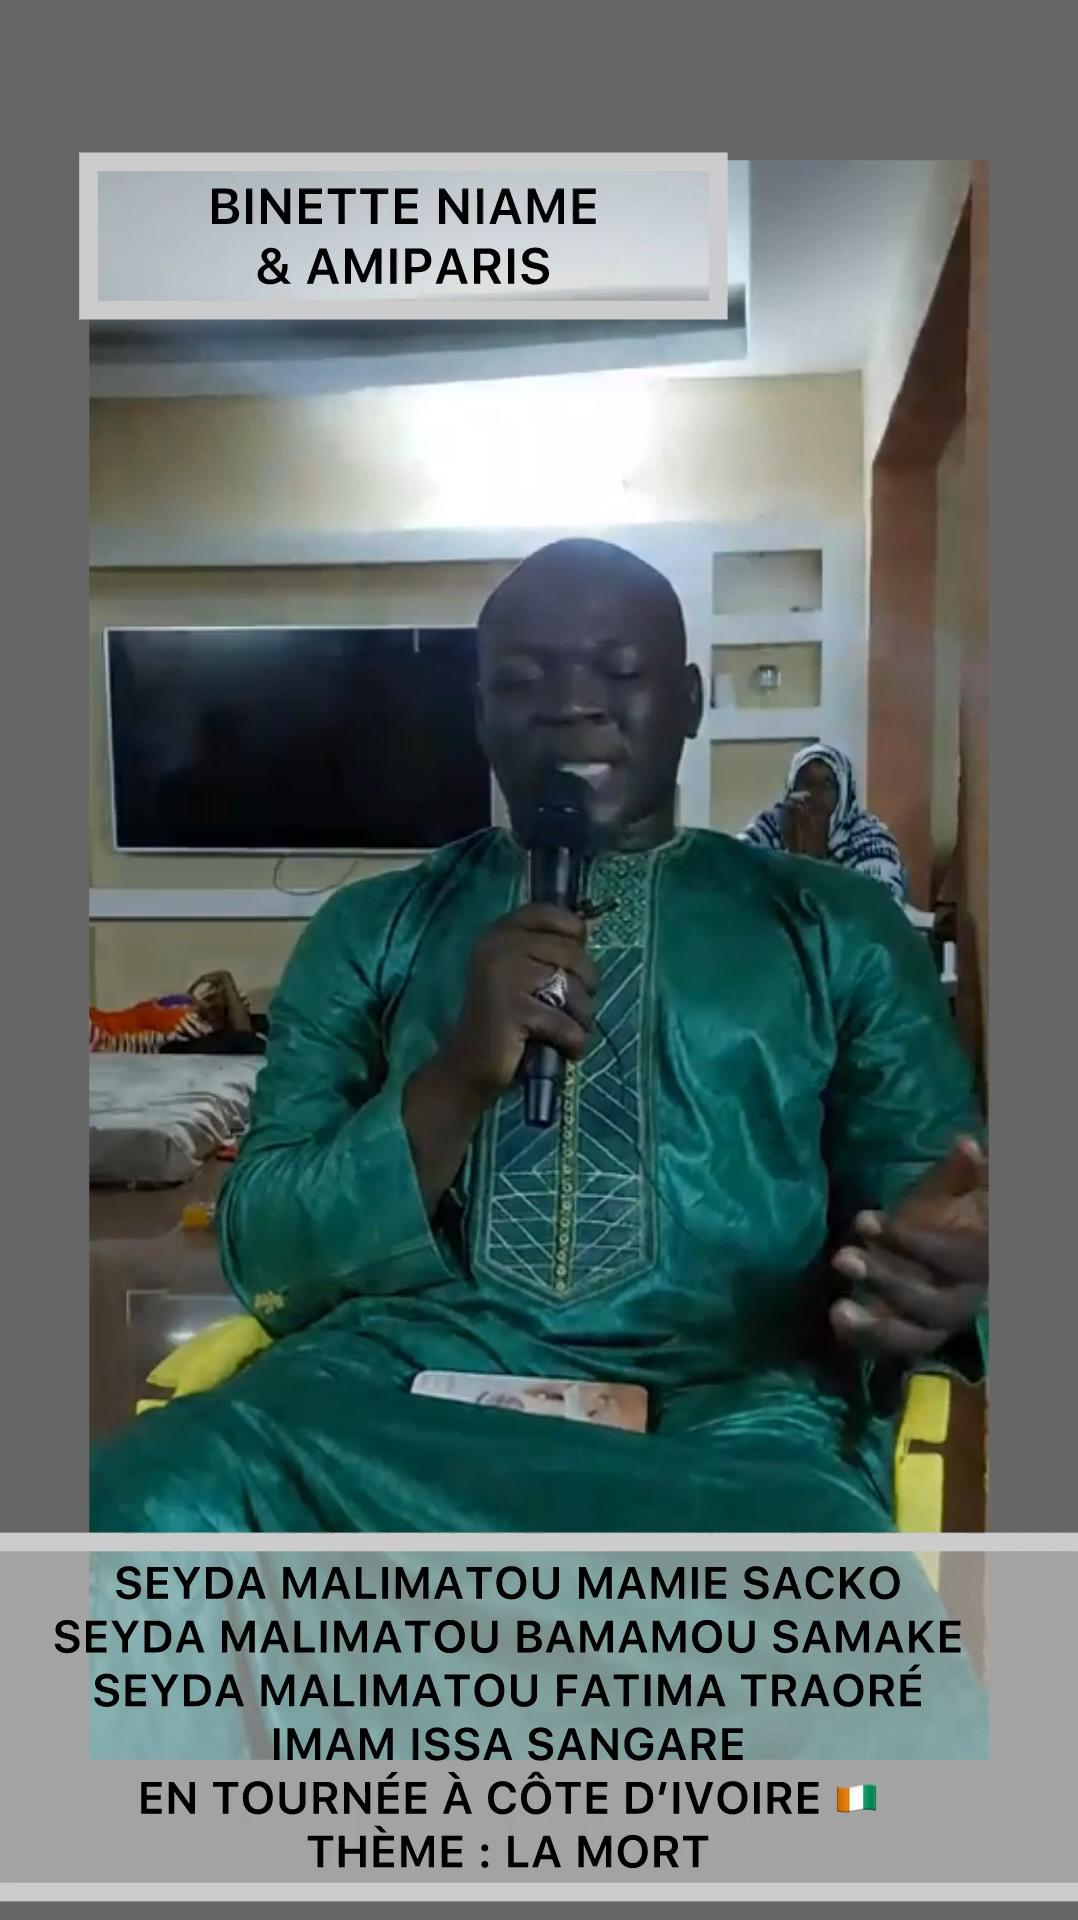 BINETTE NIAME
& AMIPARIS
SEYDA MALIMATOU MAMIE SACKO
SEYDA MALIMATOU BAMAMOU SAMAKE
SEYDA MALIMATOU FATIMA TRAORÉ
IMAM ISSA SANGARE
EN TOURNÉE À CÔTE D’IVOIRE 🇨🇮
THÈME : LA MORT